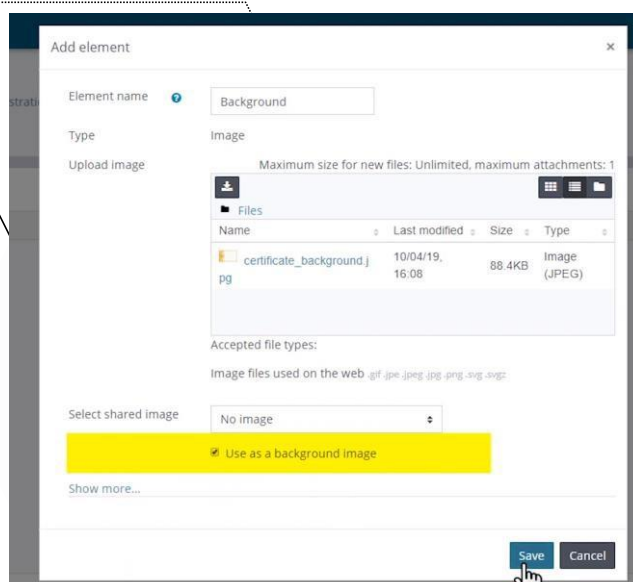 Add element ×
strati
Element name ? Background
Type Image
Upload image Maximum size for new files: Unlimited, maximum attachments: 1
Files
Name Last modified Size Type
certificate_background.j 10/04/19, 88.4KB Image
pg 16:08 (JPEG)
Accepted file types:
Image files used on the web .gif .jpe .jpeg .jpg .png .svg .svgz
Select shared image No image
Use as a background image
Show more...
Save Cancel